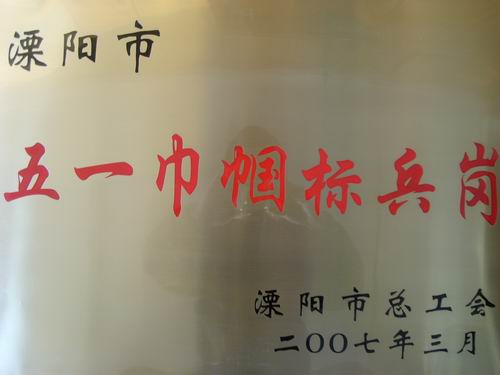 溧阳市
五一巾帼标兵岗
溧阳市总工会
二OO七年三月